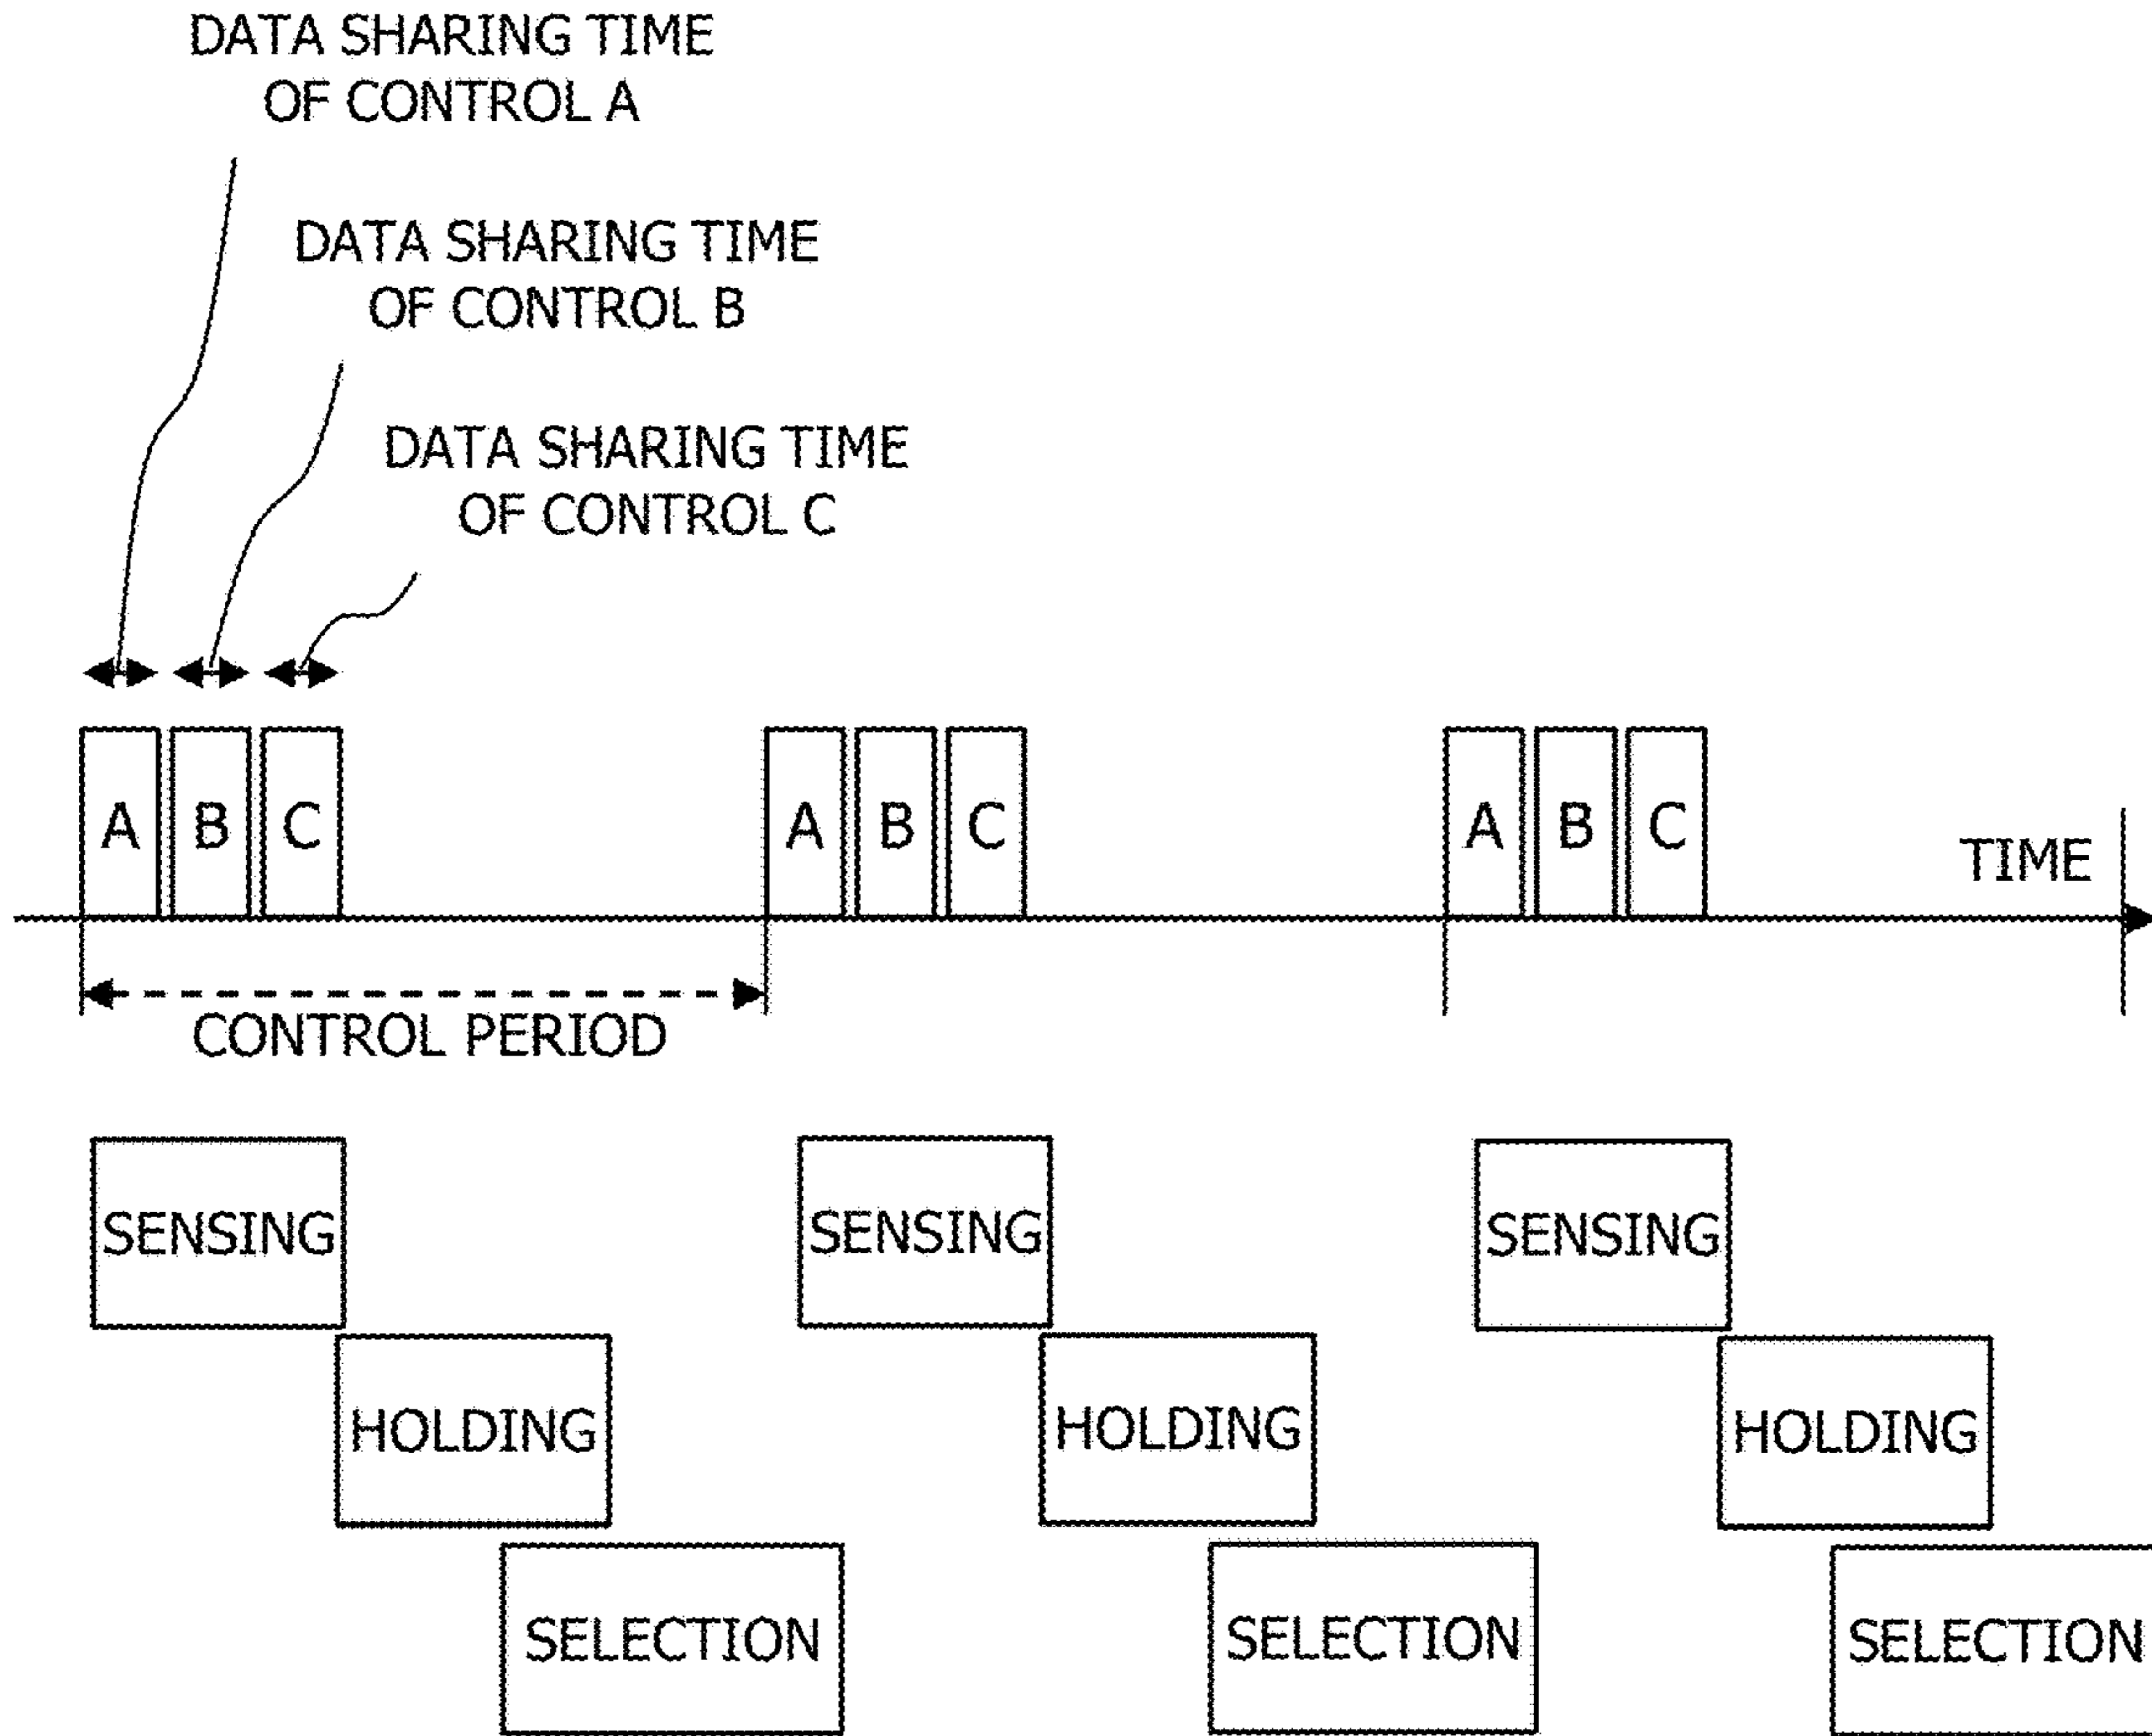 DATA SHARING TIME
OF CONTROL A
DATA SHARING TIME
OF CONTROL B
DATA SHARING TIME
OF CONTROL C
A B C A B C A B C
TIME
CONTROL PERIOD
SENSING SENSING SENSING
HOLDING HOLDING HOLDING
SELECTION SELECTION SELECTION